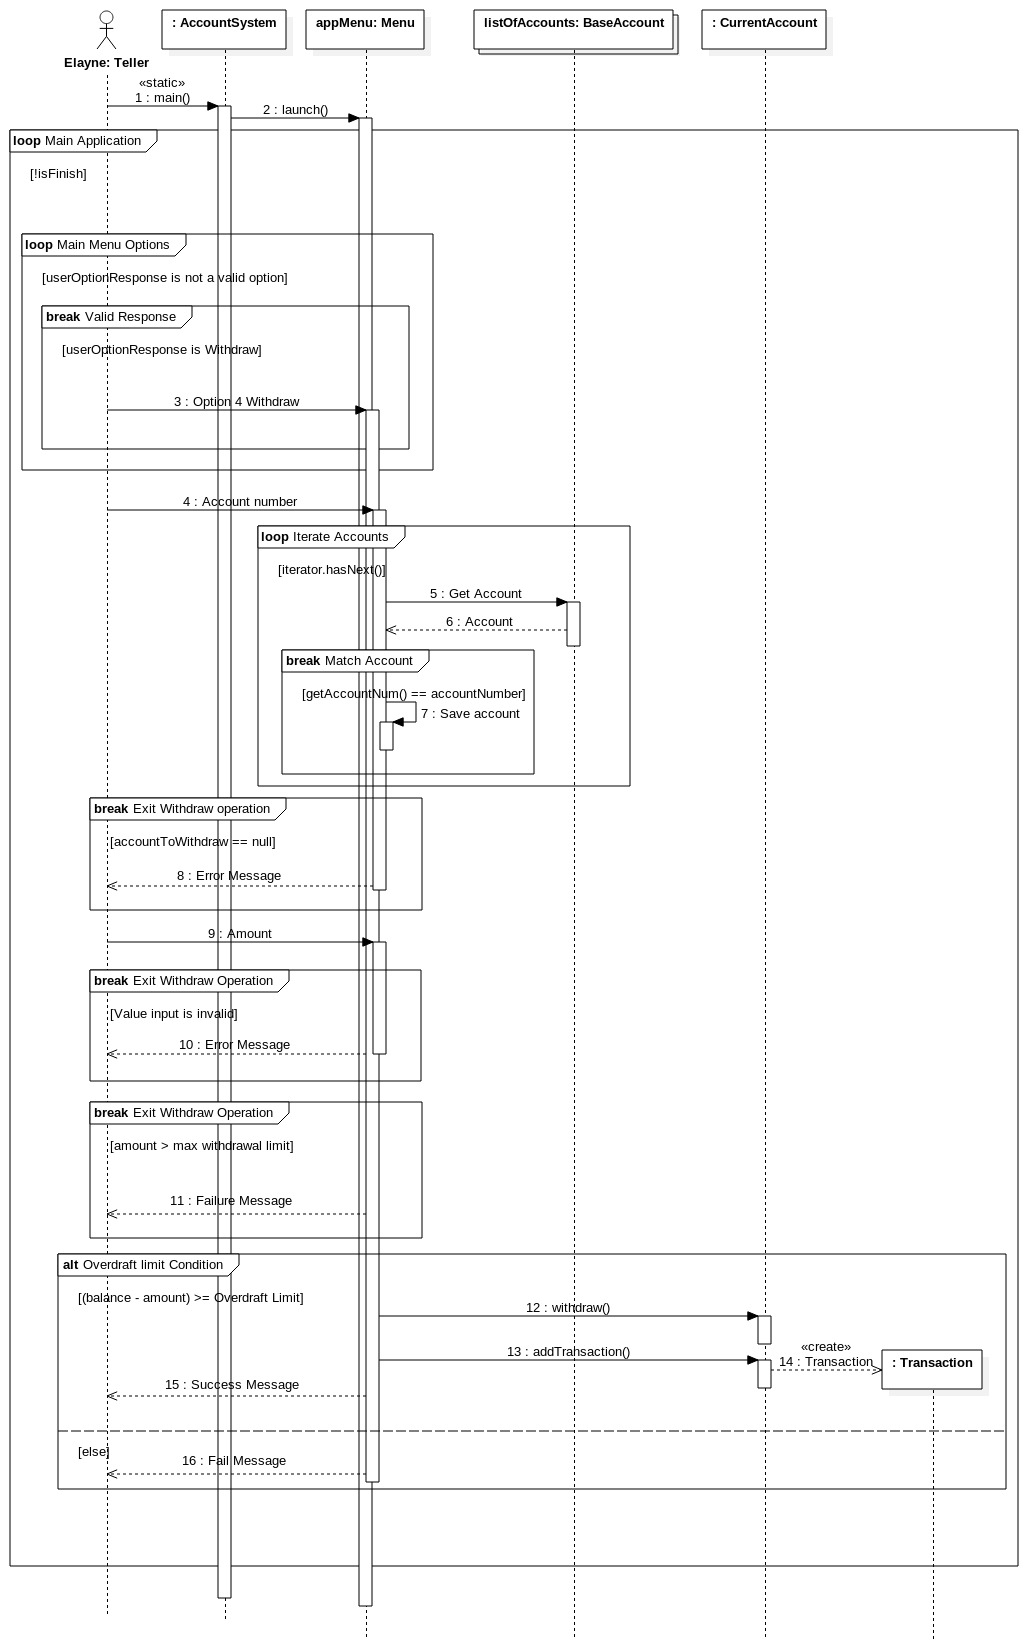 : AccountSystem
appMenu: Menu
listOfAccounts: BaseAccount
: CurrentAccount
Elayne: Teller
«static»
1 : main()
2 : launch()
loop Main Application
[!isFinish]
loop Main Menu Options
[userOptionResponse is not a valid option]
break Valid Response
[userOptionResponse is Withdraw]
3 : Option 4 Withdraw
4 : Account number
loop Iterate Accounts
[iterator.hasNext()]
5 : Get Account
6 : Account
break Match Account
[getAccountNum() == accountNumber]
7 : Save account
break Exit Withdraw operation
[accountToWithdraw == null]
8 : Error Message
9 : Amount
break Exit Withdraw Operation
[Value input is invalid]
10 : Error Message
break Exit Withdraw Operation
[amount > max withdrawal limit]
11 : Failure Message
alt Overdraft limit Condition
[(balance - amount) >= Overdraft Limit]
12 : withdraw()
13 : addTransaction()
«create»
14 : Transaction
: Transaction
15 : Success Message
[else]
16 : Fail Message